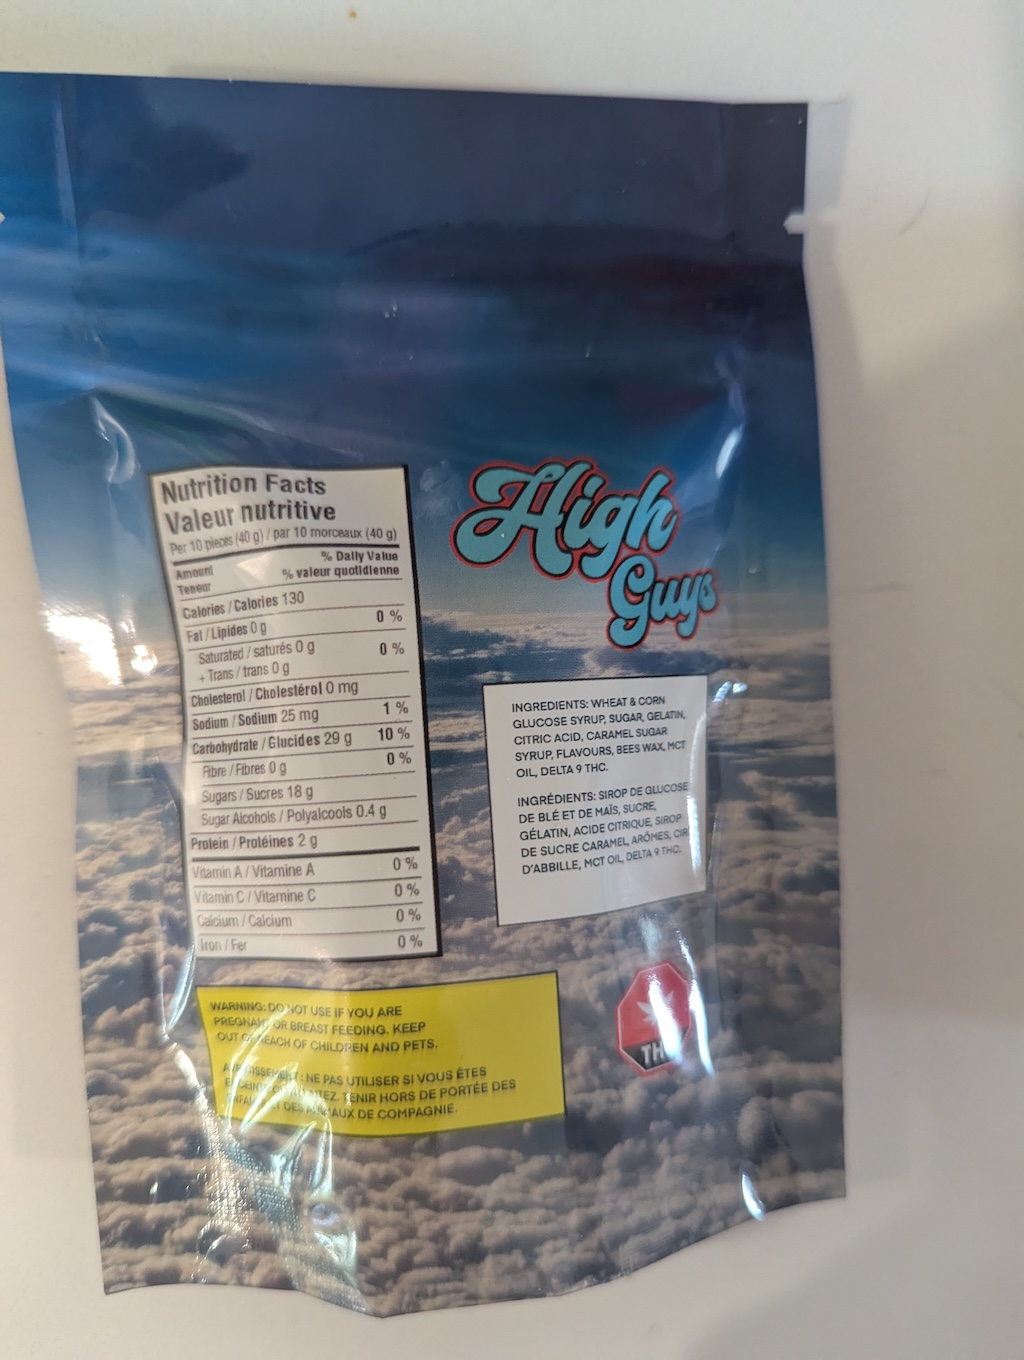 Nutrition Facts
Valeur nutritive
Per 10 pieces (40 g) / par 10 morceaux (40 g)
Amount
Teneur
% Daily Value
% valeur quotidienne
Calories / Calories 130
Fat / Lipides 0 g 0 %
Saturated / saturés 0 g 0 %
+ Trans / trans 0 g
Cholesterol / Cholestérol 0 mg
Sodium / Sodium 25 mg 1 %
Carbohydrate / Glucides 29 g 10 %
Fibre / Fibres 0 g 0 %
Sugars / Sucres 18 g
Sugar Alcohols / Polyalcools 0.4 g
Protein / Protéines 2 g
Vitamin A / Vitamine A 0 %
Vitamin C / Vitamine C 0 %
Calcium / Calcium 0 %
Iron / Fer 0 %
High
Guys
INGREDIENTS: WHEAT & CORN
GLUCOSE SYRUP, SUGAR, GELATIN,
CITRIC ACID, CARAMEL SUGAR
SYRUP, FLAVOURS, BEES WAX, MCT
OIL, DELTA 9 THC.
INGRÉDIENTS: SIROP DE GLUCOSE
DE BLÉ ET DE MAÏS, SUCRE,
GÉLATIN, ACIDE CITRIQUE, SIROP
DE SUCRE CARAMEL, ARÔMES, CIR
D'ABBILLE, MCT OIL, DELTA 9 THC.
WARNING: DO NOT USE IF YOU ARE
PREGNANT OR BREAST FEEDING. KEEP
OUT OF REACH OF CHILDREN AND PETS.
: NE PAS UTILISER SI VOUS ÊTES
TENIR HORS DE PORTÉE DES
DE COMPAGNIE.
THC